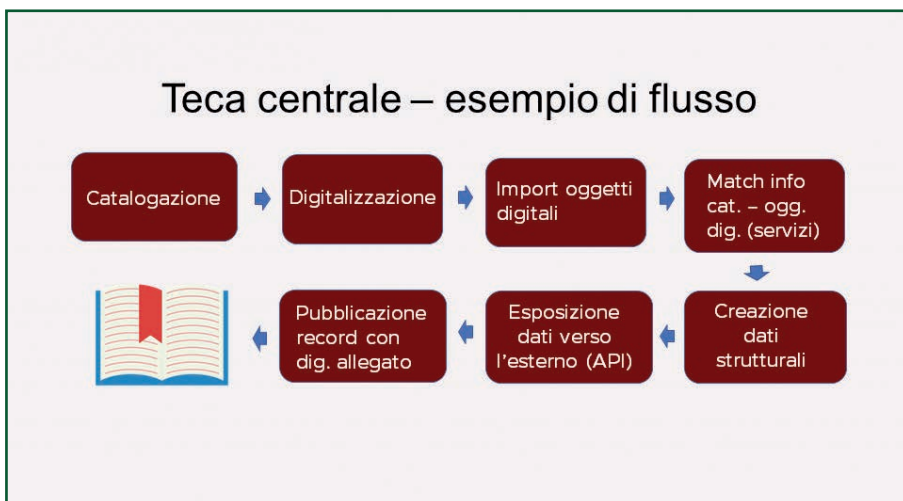 Teca centrale – esempio di flusso
Catalogazione
Digitalizzazione
Import oggetti
digitali
Match info
cat. – ogg.
dig. (servizi)
Creazione
dati
strutturali
Esposizione
dati verso
l'esterno (API)
Pubblicazione
record con
dig. allegato